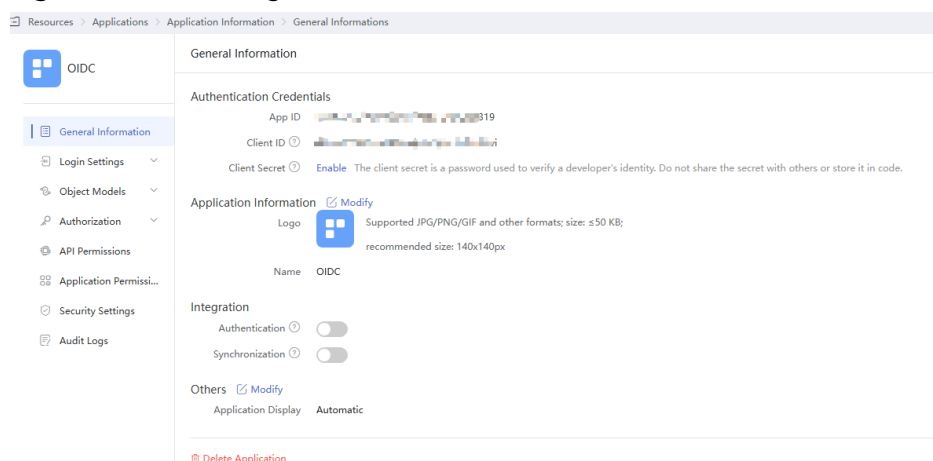 Resources > Applications > Application Information > General Informations
OIDC
General Information
Login Settings
Object Models
Authorization
API Permissions
Application Permissi...
Security Settings
Audit Logs
General Information
Authentication Credentials
App ID 319
Client ID
Client Secret Enable The client secret is a password used to verify a developer's identity. Do not share the secret with others or store it in code.
Application Information Modify
Logo Supported JPG/PNG/GIF and other formats; size: ≤50 KB;
recommended size: 140x140px
Name OIDC
Integration
Authentication
Synchronization
Others Modify
Application Display Automatic
Delete Application